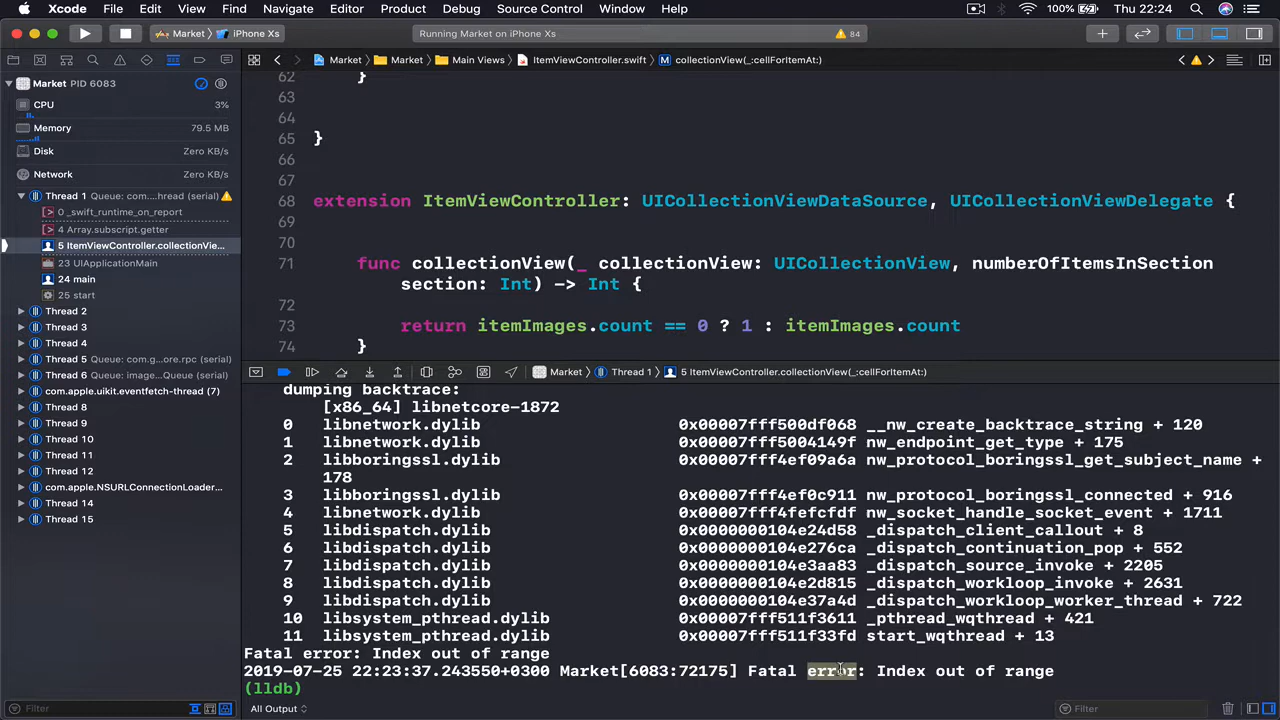 Xcode File Edit View Find Navigate Editor Product Debug Source Control Window Help 100% Thu 22:24
Market iPhone Xs Running Market on iPhone Xs 84
Market Market Main Views ItemViewController.swift M collectionView(_:cellForItemAt:)
Market PID 6083
CPU 3%
Memory 79.5 MB
Disk Zero KB/s
Network Zero KB/s
Thread 1 Queue: com....hread (serial)
0 _swift_runtime_on_report
4 Array.subscript.getter
5 ItemViewController.collectionVie...
23 UIApplicationMain
24 main
25 start
Thread 2
Thread 3
Thread 4
Thread 5 Queue: com.g...ore.rpc (serial)
Thread 6 Queue: image...Queue (serial)
com.apple.uikit.eventfetch-thread (7)
Thread 8
Thread 9
Thread 10
Thread 11
Thread 12
com.apple.NSURLConnectionLoader...
Thread 14
Thread 15
Filter
62 }
63
64
65 }
66
67
68 extension ItemViewController: UICollectionViewDataSource, UICollectionViewDelegate {
69
70
71 func collectionView(_ collectionView: UICollectionView, numberOfItemsInSection
section: Int) -> Int {
72
73 return itemImages.count == 0 ? 1 : itemImages.count
74 }
Market Thread 1 5 ItemViewController.collectionView(_:cellForItemAt:)
dumping backtrace:
[x86_64] libnetcore-1872
0 libnetwork.dylib 0x00007fff500df068 __nw_create_backtrace_string + 120
1 libnetwork.dylib 0x00007fff5004149f nw_endpoint_get_type + 175
2 libboringssl.dylib 0x00007fff4ef09a6a nw_protocol_boringssl_get_subject_name +
178
3 libboringssl.dylib 0x00007fff4ef0c911 nw_protocol_boringssl_connected + 916
4 libboringssl.dylib 0x00007fff4efcfdf nw_socket_handle_socket_event + 1711
5 libdispatch.dylib 0x0000000104e24d58 _dispatch_client_callout + 8
6 libdispatch.dylib 0x0000000104e276ca _dispatch_continuation_pop + 552
7 libdispatch.dylib 0x0000000104e3aa83 _dispatch_source_invoke + 2205
8 libdispatch.dylib 0x0000000104e2d815 _dispatch_workloop_invoke + 2631
9 libdispatch.dylib 0x0000000104e37a4d _dispatch_workloop_worker_thread + 722
10 libsystem_pthread.dylib 0x00007fff511f3611 _pthread_wqthread + 421
11 libsystem_pthread.dylib 0x00007fff511f33fd start_wqthread + 13
Fatal error: Index out of range
2019-07-25 22:23:37.243550+0300 Market[6083:72175] Fatal error: Index out of range
(lldb)
All Output Filter